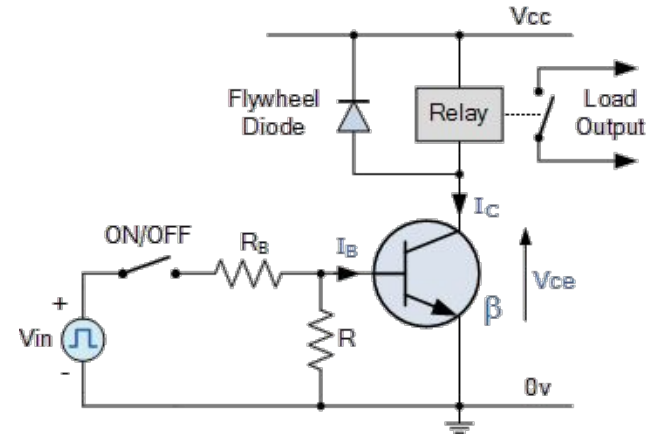 Vcc
Flywheel
Diode
Relay
Load
Output
IC
ON/OFF
RB
IB
Vce
β
+
Vin
-
R
0v